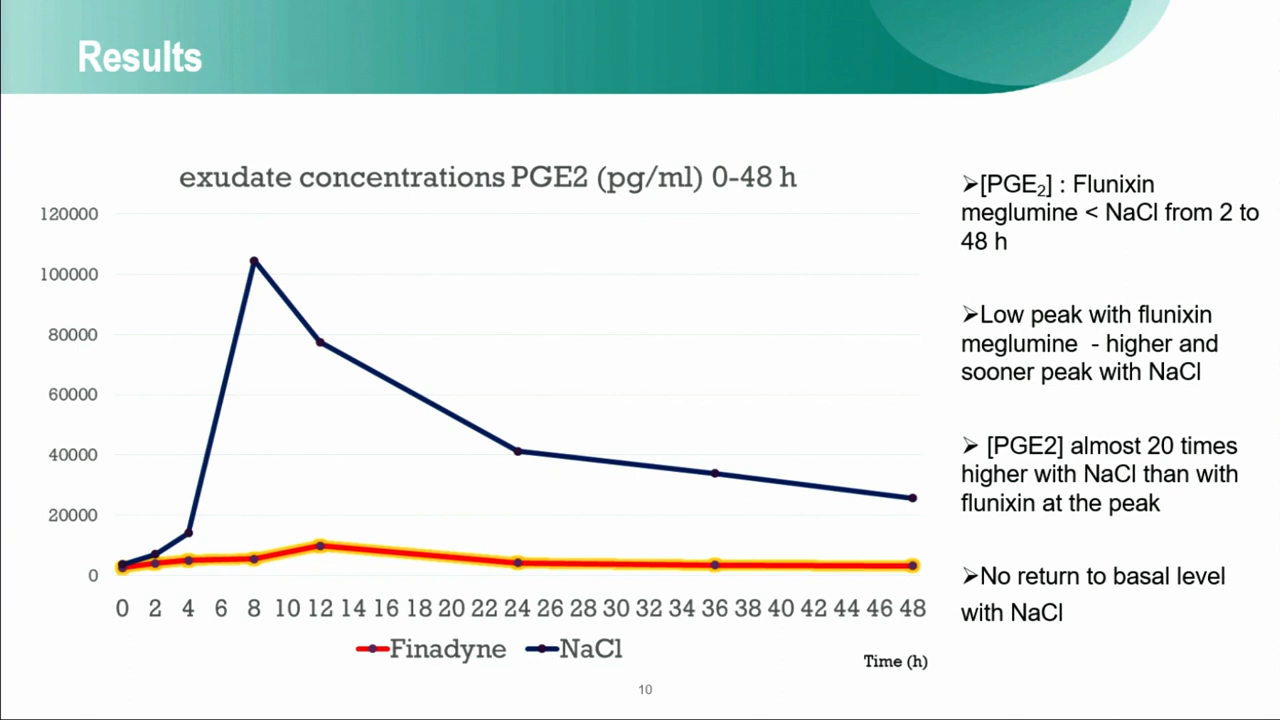 Results
exudate concentrations PGE2 (pg/ml) 0-48 h
120000
100000
80000
60000
40000
20000
0
0 2 4 6 8 10 12 14 16 18 20 22 24 26 28 30 32 34 36 38 40 42 44 46 48
Finadyne NaCl
Time (h)
➢[PGE₂] : Flunixin
meglumine < NaCl from 2 to
48 h
➢Low peak with flunixin
meglumine - higher and
sooner peak with NaCl
➢ [PGE2] almost 20 times
higher with NaCl than with
flunixin at the peak
➢No return to basal level
with NaCl
10